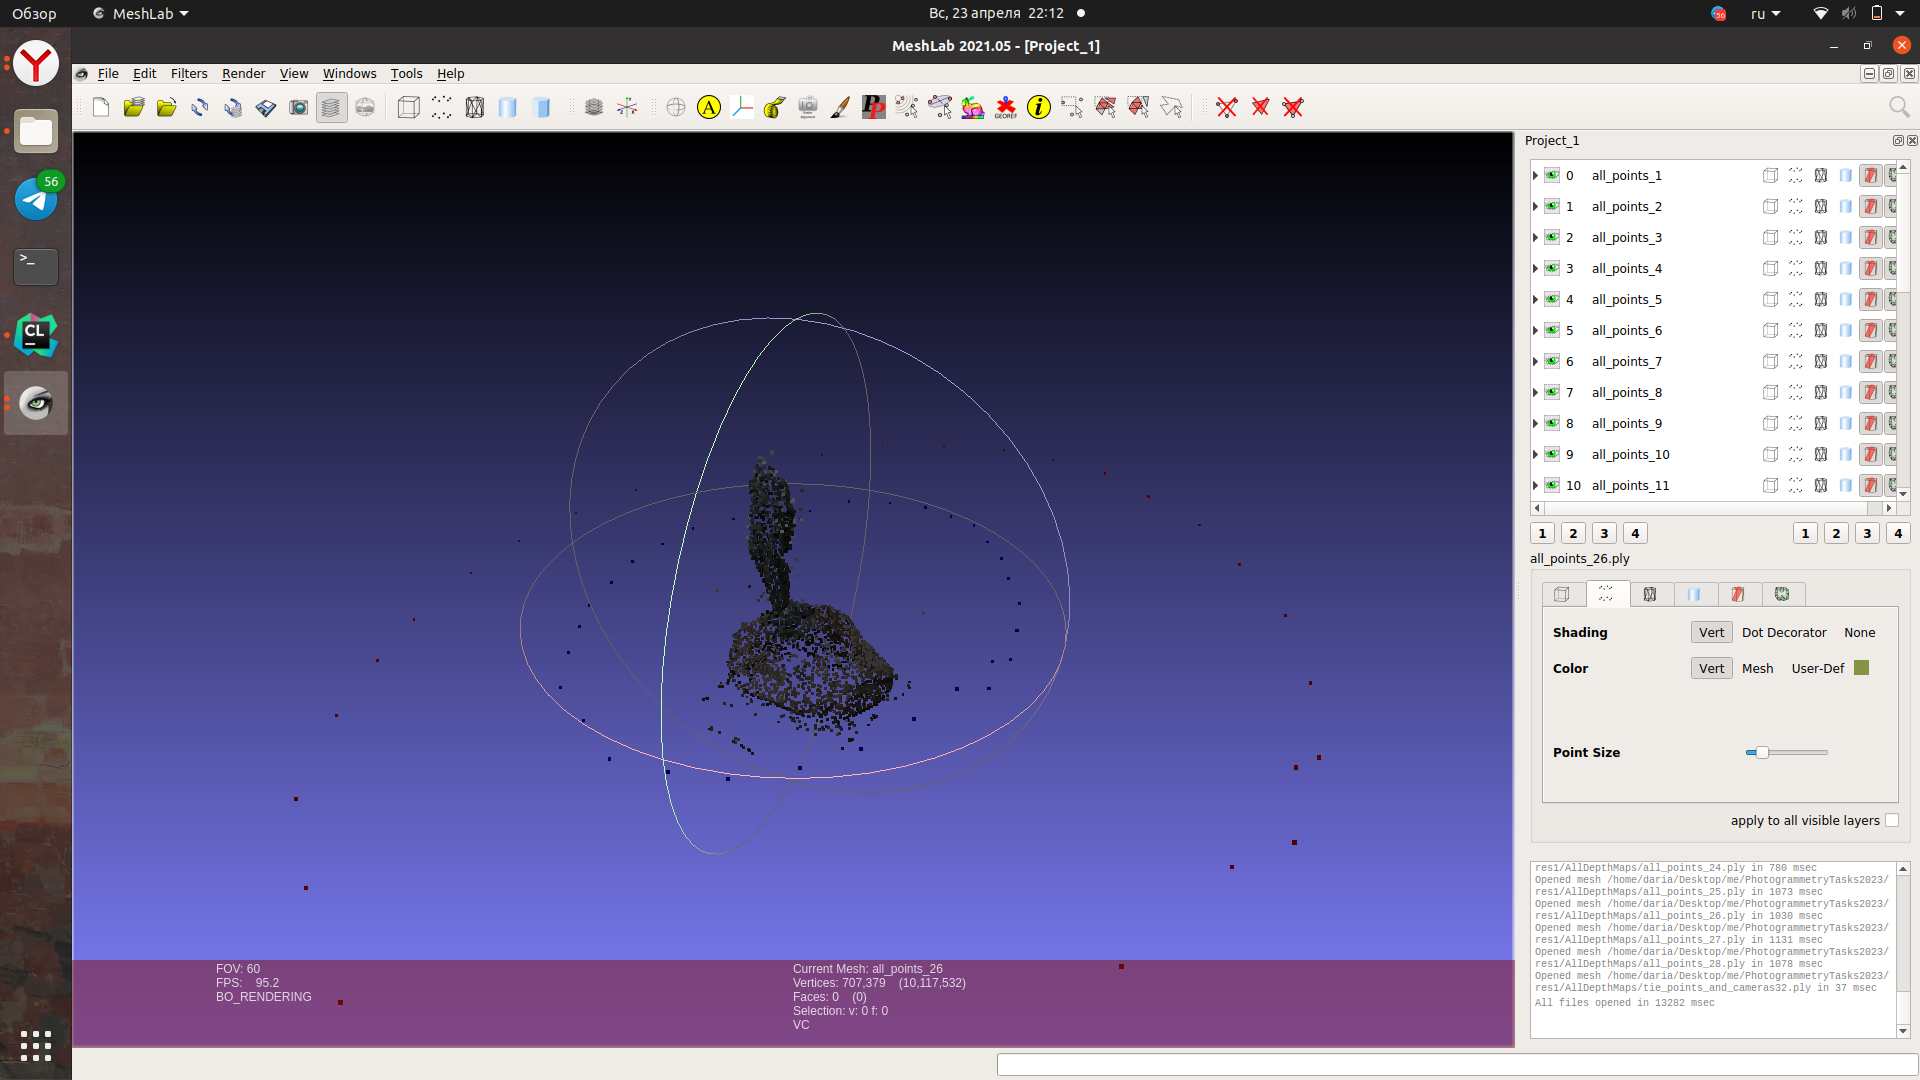 Обзор
MeshLab
Вс, 23 апреля 22:12
56
ru
MeshLab 2021.05 - [Project_1]
File Edit Filters Render View Windows Tools Help
A
PP
GEOREF
i
56
>_
CL
Project_1
0 all_points_1
1 all_points_2
2 all_points_3
3 all_points_4
4 all_points_5
5 all_points_6
6 all_points_7
7 all_points_8
8 all_points_9
9 all_points_10
10 all_points_11
1 2 3 4 1 2 3 4
all_points_26.ply
Shading Vert Dot Decorator None
Color Vert Mesh User-Def
Point Size
apply to all visible layers
res1/AllDepthMaps/all_points_24.ply in 780 msec
Opened mesh /home/daria/Desktop/me/PhotogrammetryTasks2023/
res1/AllDepthMaps/all_points_25.ply in 1073 msec
Opened mesh /home/daria/Desktop/me/PhotogrammetryTasks2023/
res1/AllDepthMaps/all_points_26.ply in 1030 msec
Opened mesh /home/daria/Desktop/me/PhotogrammetryTasks2023/
res1/AllDepthMaps/all_points_27.ply in 1131 msec
Opened mesh /home/daria/Desktop/me/PhotogrammetryTasks2023/
res1/AllDepthMaps/all_points_28.ply in 1078 msec
Opened mesh /home/daria/Desktop/me/PhotogrammetryTasks2023/
res1/AllDepthMaps/tie_points_and_cameras32.ply in 37 msec
All files opened in 13282 msec
FOV: 60
FPS: 95.2
BO_RENDERING
Current Mesh: all_points_26
Vertices: 707,379 (10,117,532)
Faces: 0 (0)
Selection: v: 0 f: 0
VC